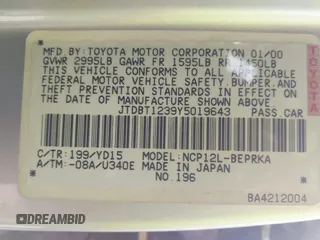 MFD. BY TOYOTA MOTOR CORPORATION 01/00
GVWR 2995LB GAWR FR 1595LB RR 1450LB
THIS VEHICLE CONFORMS TO ALL APPLICABLE
FEDERAL MOTOR VEHICLE SAFETY, BUMPER, AND
THEFT PREVENTION STANDARDS IN EFFECT ON
THE DATE OF MANUFACTURE SHOWN ABOVE.
JTDBT1239Y5019643 PASS.CAR
C/TR:199/YD15 MODEL:NCP12L-BEPRKA
A/TM:-08A/U340E MADE IN JAPAN
NO.196
BA4212004
DREAMBID